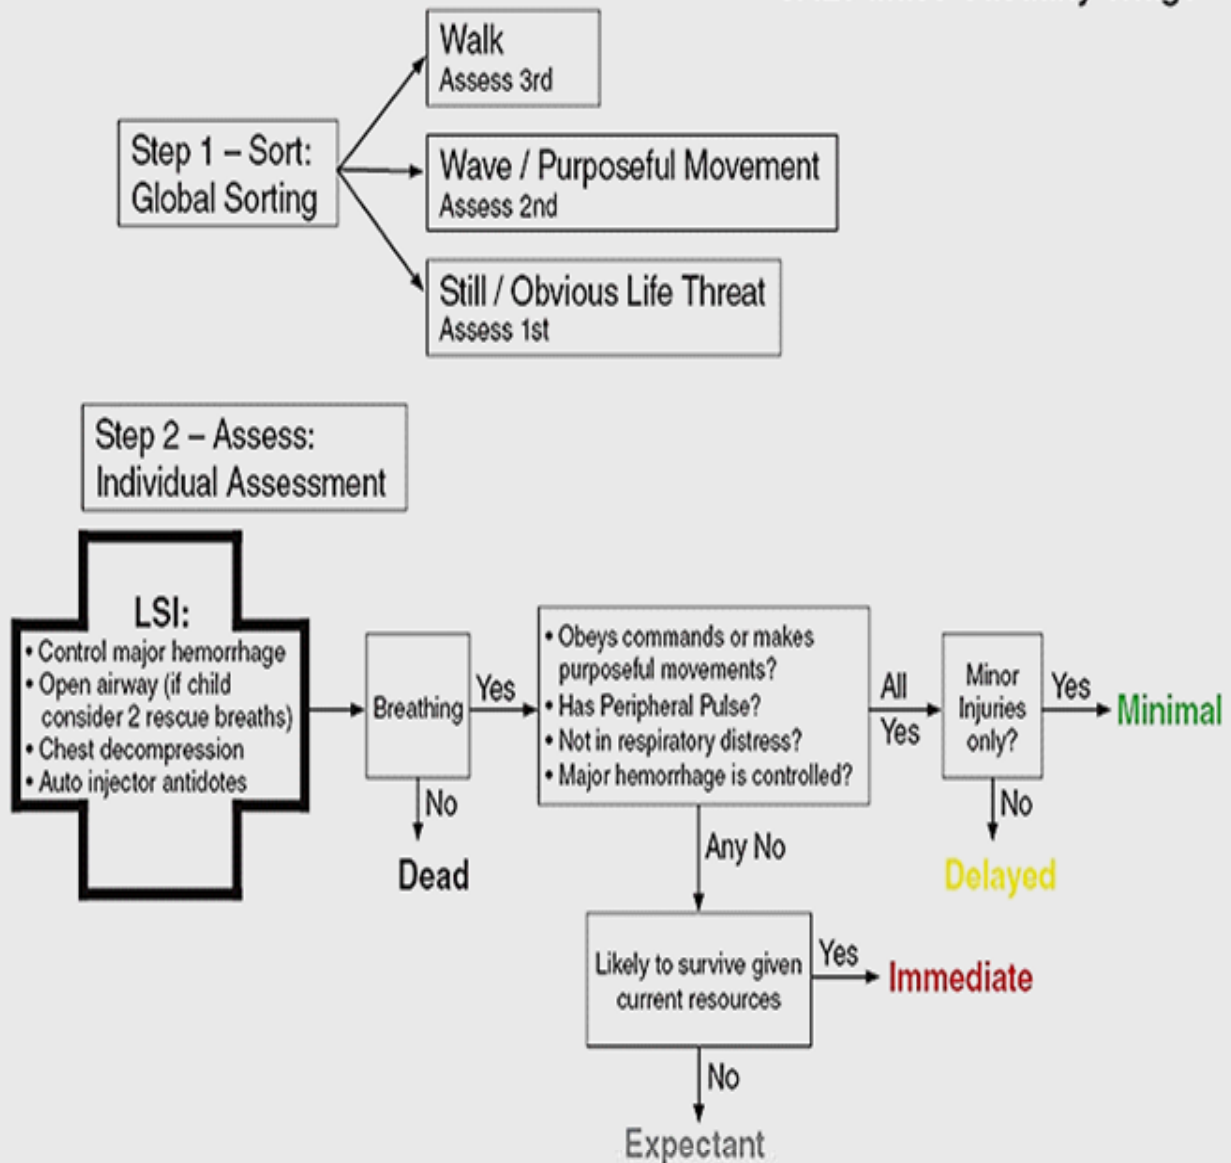 Walk
Assess 3rd
Step 1 – Sort:
Global Sorting
Wave / Purposeful Movement
Assess 2nd
Still / Obvious Life Threat
Assess 1st
Step 2 – Assess:
Individual Assessment
LSI:
• Control major hemorrhage
• Open airway (if child
consider 2 rescue breaths)
• Chest decompression
• Auto injector antidotes
Breathing
Yes
No
Dead
• Obeys commands or makes
purposeful movements?
• Has Peripheral Pulse?
• Not in respiratory distress?
• Major hemorrhage is controlled?
All
Yes
Minor
Injuries
only?
Yes
Minimal
No
Delayed
Any No
Likely to survive given
current resources
Yes
Immediate
No
Expectant